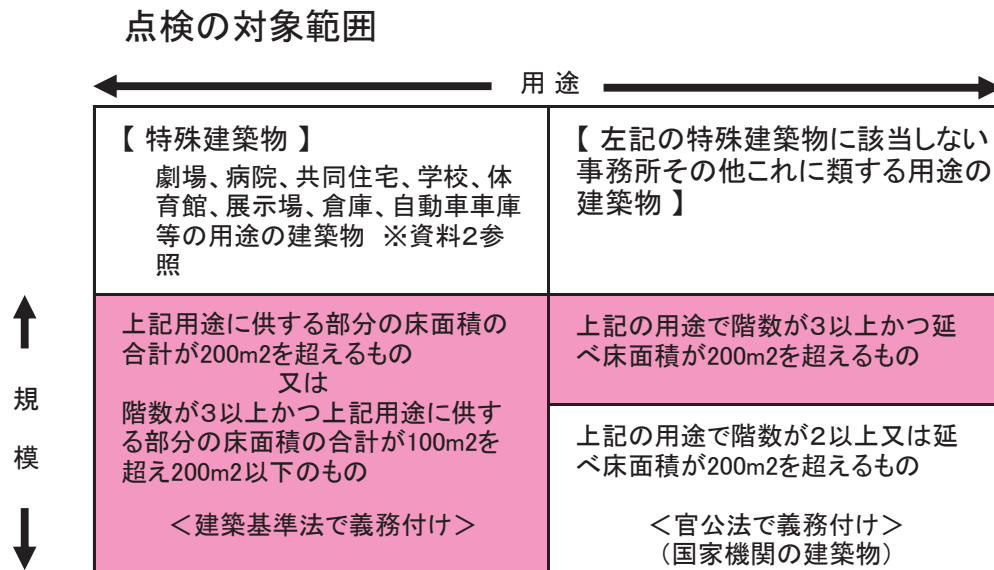 点検の対象範囲
用 途
【 特殊建築物 】
劇場、病院、共同住宅、学校、体
育館、展示場、倉庫、自動車車庫
等の用途の建築物 ※資料2参
照
【 左記の特殊建築物に該当しない
事務所その他これに類する用途の
建築物 】
規
模
上記用途に供する部分の床面積の
合計が200m2を超えるもの
又は
階数が3以上かつ上記用途に供す
る部分の床面積の合計が100m2を
超え200m2以下のもの
＜建築基準法で義務付け＞
上記の用途で階数が3以上かつ延
べ床面積が200m2を超えるもの
上記の用途で階数が2以上又は延
べ床面積が200m2を超えるもの
＜官公法で義務付け＞
（国家機関の建築物）